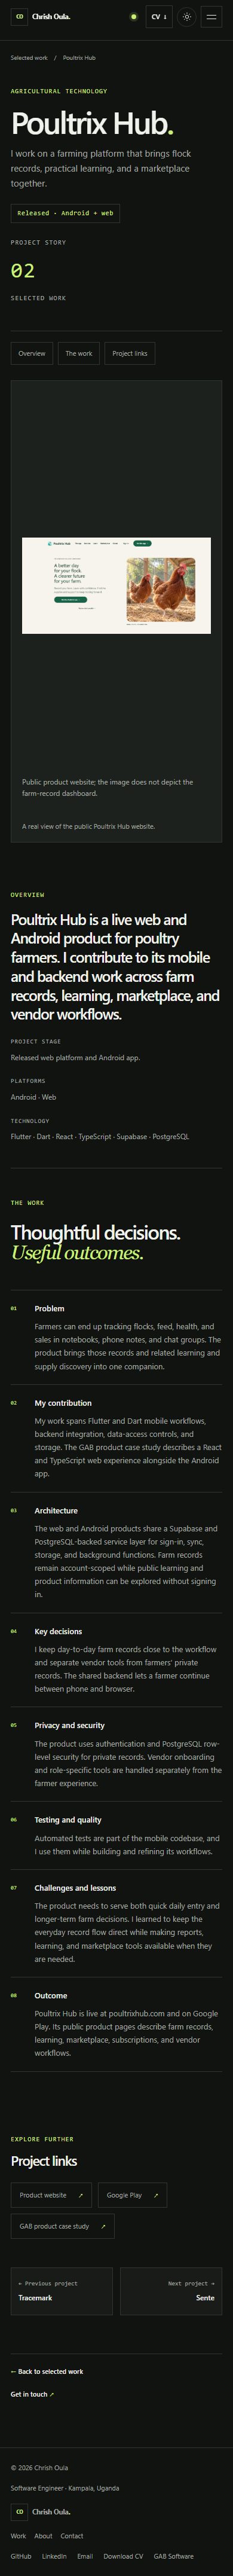 CO Chrish Oula. CV ↓
Selected work / Poultrix Hub
AGRICULTURAL TECHNOLOGY
Poultrix Hub.
I work on a farming platform that brings flock
records, practical learning, and a marketplace
together.
Released · Android + web
PROJECT STORY
02
SELECTED WORK
Overview The work Project links
Poultrix Hub
A better day
for your flock.
A clearer future
for your farm.
Public production website; the image does not depict the
farm-record dashboard.
A real view of the public Poultrix Hub website.
OVERVIEW
Poultrix Hub is a live web and
Android product for poultry
farmers. I contribute to its mobile
and backend work across farm
records, learning, marketplace, and
vendor workflows.
PROJECT STAGE
Released web platform and Android app.
PLATFORMS
Android · Web
TECHNOLOGY
Flutter · Dart · React · TypeScript · Supabase · PostgreSQL
THE WORK
Thoughtful decisions.
Useful outcomes.
01 Problem
Farmers can end up tracking flocks, feed, health, and
sales in notebooks, phone notes, and chat groups. The
product brings those records and related learning and
supply discovery into one companion.
02 My contribution
My work spans Flutter and Dart mobile workflows,
backend integration, data-access controls, and
storage. The GAB product case study describes a React
and TypeScript web experience alongside the Android
app.
03 Architecture
The web and Android products share a Supabase and
PostgreSQL-backed service layer for sign-in, sync,
storage, and background functions. Farm records
remain account-scoped while public learning and
product information can be explored without signing
in.
04 Key decisions
I keep day-to-day farm records close to the workflow
and separate vendor tools from farmers' private
records. The shared backend lets a farmer continue
between phone and browser.
05 Privacy and security
The product uses authentication and PostgreSQL row-
level security for private records. Vendor onboarding
and role-specific tools are handled separately from the
farmer experience.
06 Testing and quality
Automated tests are part of the mobile codebase, and
I use them while building and refining its workflows.
07 Challenges and lessons
The product needs to serve both quick daily entry and
longer-term farm decisions. I learned to keep the
everyday record flow direct while making reports,
learning, and marketplace tools available when they
are needed.
08 Outcome
Poultrix Hub is live at poultrixhub.com and on Google
Play. Its public product pages describe farm records,
learning, marketplace, subscriptions, and vendor
workflows.
EXPLORE FURTHER
Project links
Product website ↗ Google Play ↗
GAB product case study ↗
← Previous project Next project →
Tracemark Sente
← Back to selected work
Get in touch ↗
© 2026 Chrish Oula
Software Engineer · Kampala, Uganda
CO Chrish Oula.
Work About Contact
GitHub LinkedIn Email Download CV GAB Software